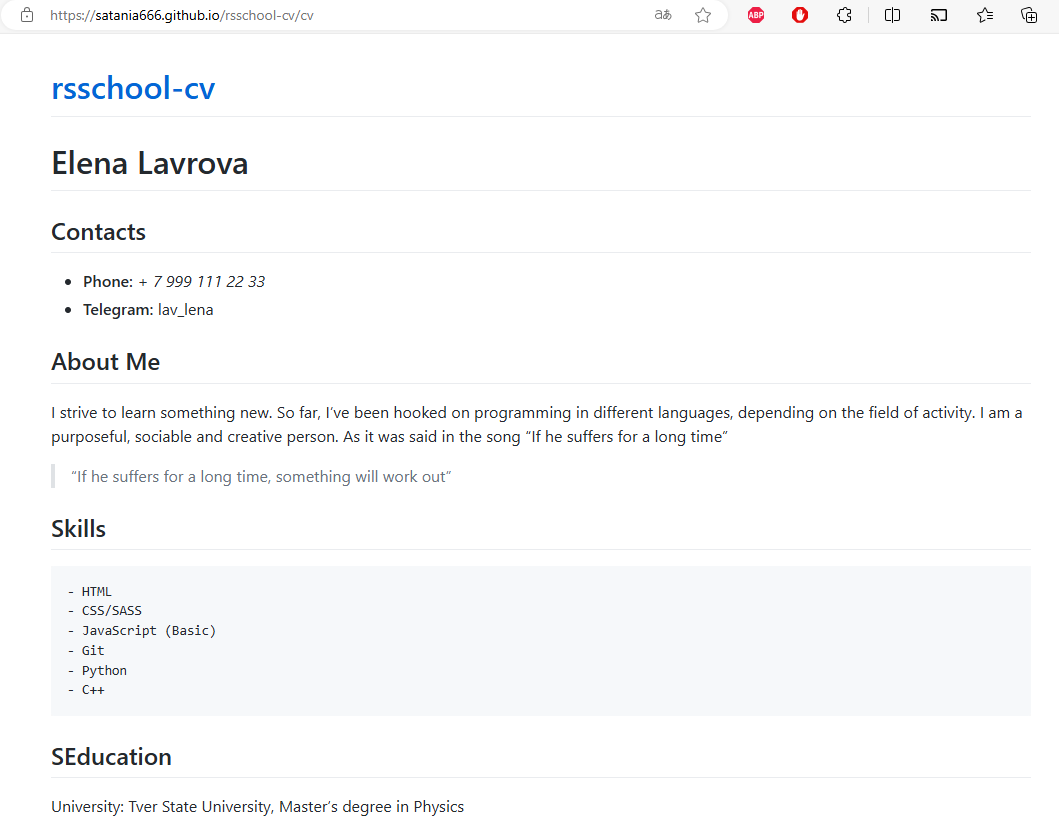 https://satania666.github.io/rsschool-cv/cv
aあ
ABP
rsschool-cv
Elena Lavrova
Contacts
• Phone: + 7 999 111 22 33
• Telegram: lav_lena
About Me
I strive to learn something new. So far, I’ve been hooked on programming in different languages, depending on the field of activity. I am a
purposeful, sociable and creative person. As it was said in the song “If he suffers for a long time”
“If he suffers for a long time, something will work out”
Skills
- HTML
- CSS/SASS
- JavaScript (Basic)
- Git
- Python
- C++
SEducation
University: Tver State University, Master’s degree in Physics